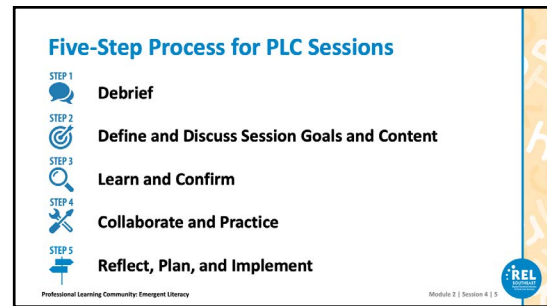 Five-Step Process for PLC Sessions
STEP 1
Debrief
STEP 2
Define and Discuss Session Goals and Content
STEP 3
Learn and Confirm
STEP 4
Collaborate and Practice
STEP 5
Reflect, Plan, and Implement
Professional Learning Community: Emergent Literacy
Module 2 | Session 4 | 5
REL
SOUTHEAST